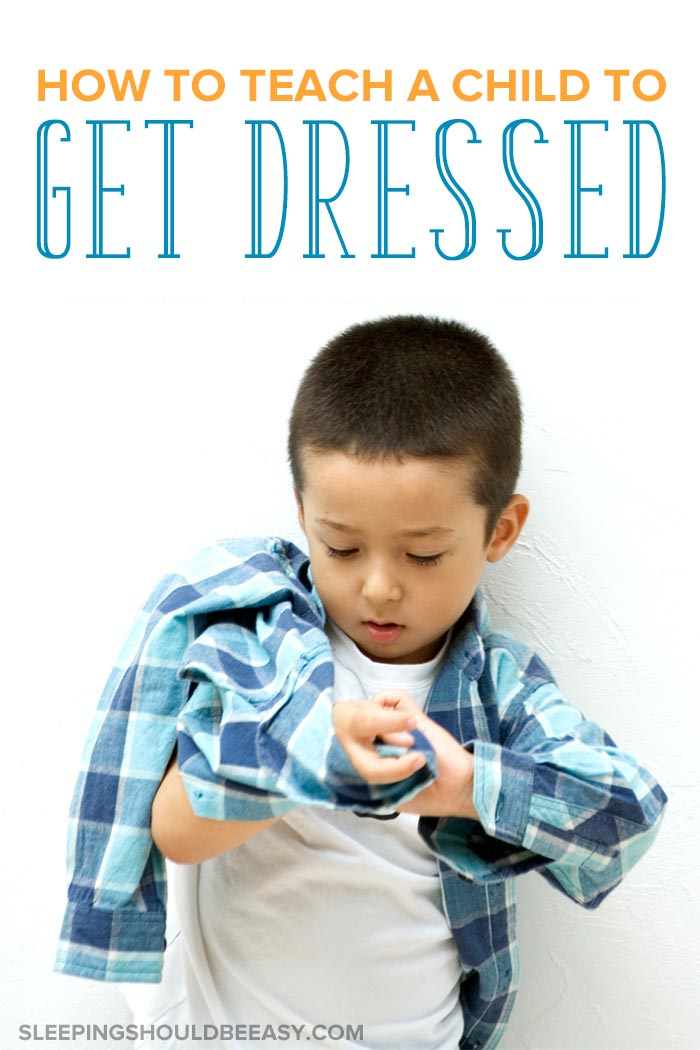 HOW TO TEACH A CHILD TO
GET DRESSED
SLEEPINGSHOULDBEEASY.COM